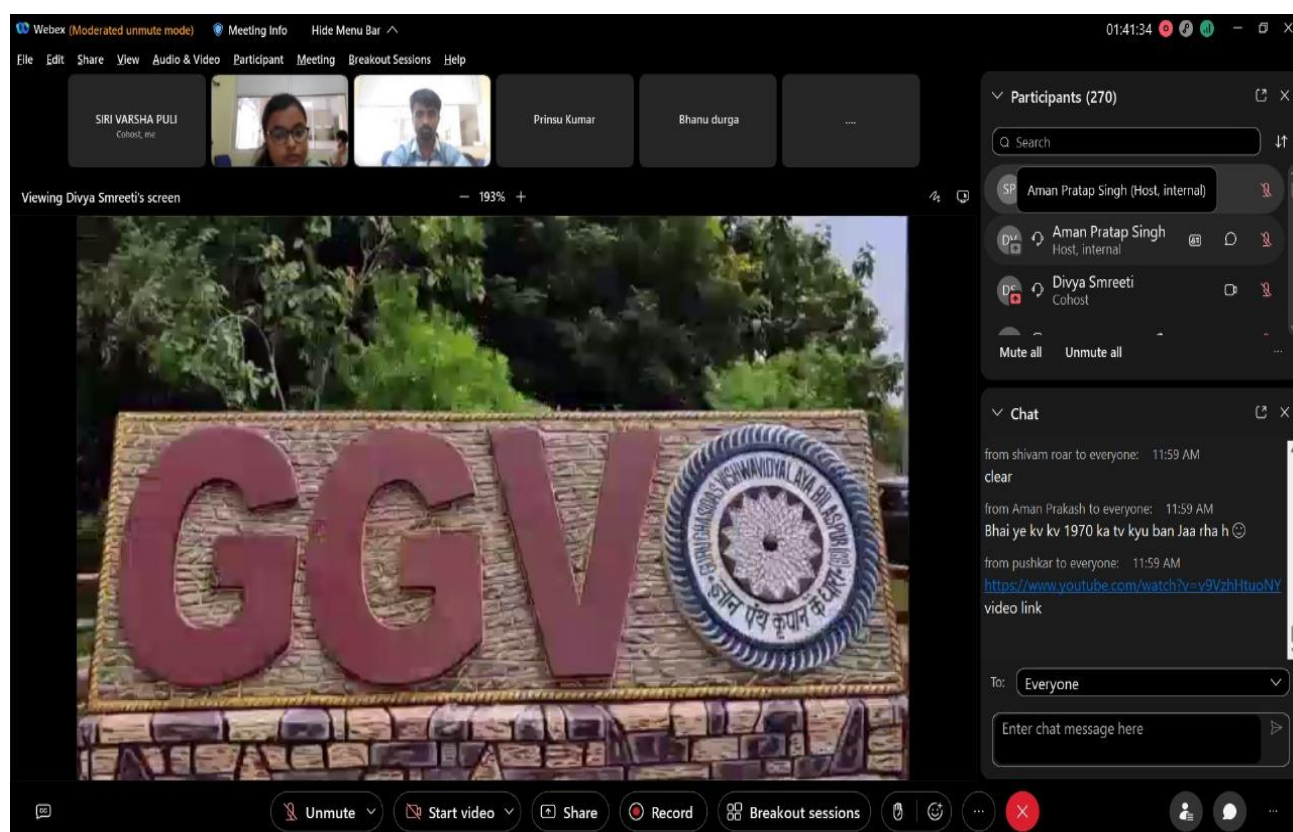 Webex (Moderated unmute mode) Meeting Info Hide Menu Bar 01:41:34
File Edit Share View Audio & Video Participant Meeting Breakout Sessions Help
SIRI VARSHA PULI
Cohost, me
Prinsu Kumar
Bhanu durga
....
Viewing Divya Smreeti's screen
− 193% +
GGV
GURU GHASIDAS VISHWAVIDYALAYA BILASPUR
Participants (270)
Search
SP
Aman Pratap Singh (Host, internal)
Aman Pratap Singh
Host, internal
DS
Divya Smreeti
Cohost
Mute all Unmute all ...
Chat
from shivam roar to everyone: 11:59 AM
clear
from Aman Prakash to everyone: 11:59 AM
Bhai ye kv kv 1970 ka tv kyu ban Jaa rha h ☺
from pushkar to everyone: 11:59 AM
https://www.youtube.com/watch?v=v9VzhHtuoNY
video link
To: Everyone
Enter chat message here
Unmute Start video Share Record Breakout sessions ... ...